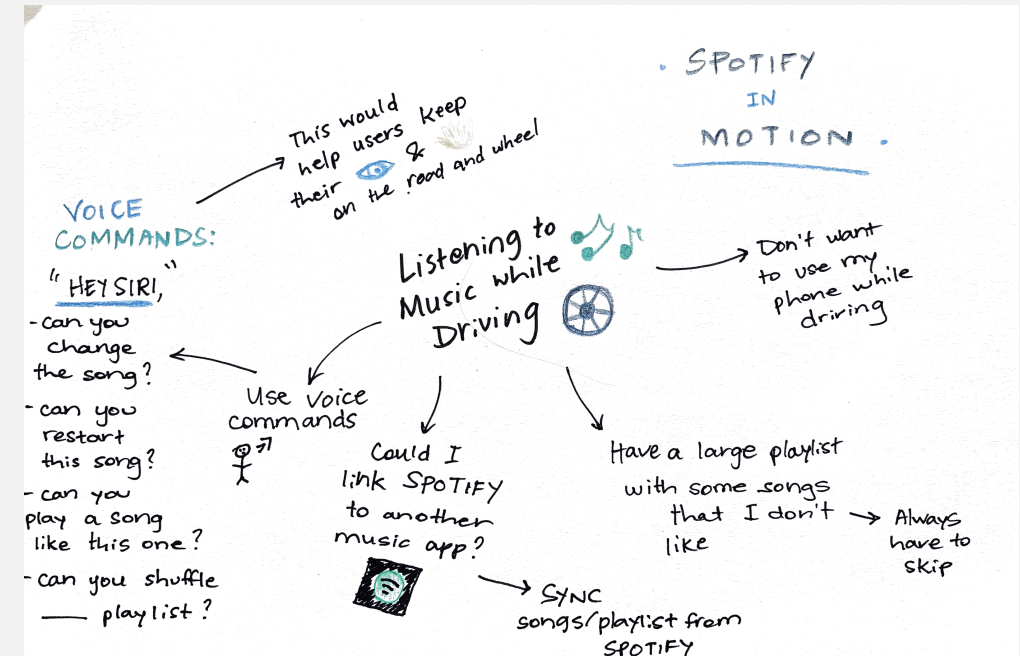 · SPOTIFY
IN
MOTION ·
This would
help users keep
their &
on the road and wheel
VOICE
COMMANDS:
"HEY SIRI,"
-can you
change
the song?
- can you
restart
this song?
- can you
play a song
like this one?
- can you shuffle
___ playlist?
Listening to
Music while
Driving
Don't want
to use my
phone while
driving
Use voice
commands
Could I
link SPOTIFY
to another
music app?
SYNC
songs/playlist from
SPOTIFY
Have a large playlist
with some songs
that I don't
like
Always
have to
skip